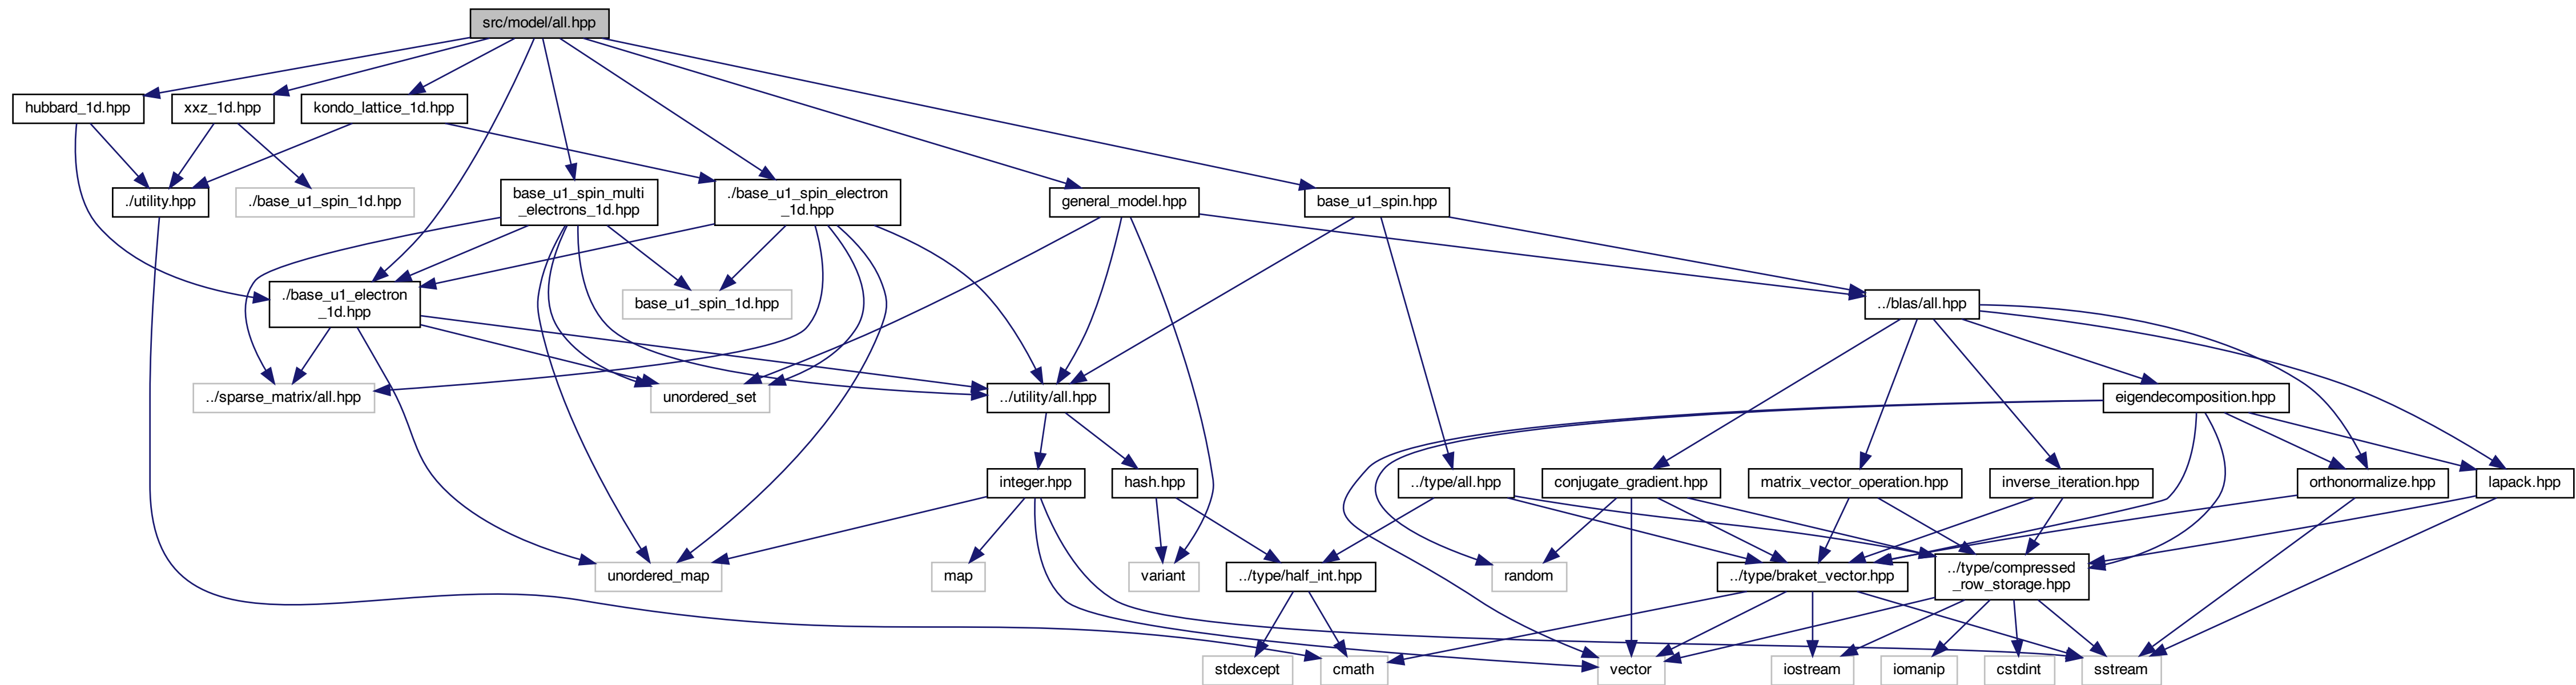 src/model/all.hpp
hubbard_1d.hpp
xxz_1d.hpp
kondo_lattice_1d.hpp
./utility.hpp
./base_u1_spin_1d.hpp
base_u1_spin_multi
_electrons_1d.hpp
./base_u1_spin_electron
_1d.hpp
general_model.hpp
base_u1_spin.hpp
./base_u1_electron
_1d.hpp
base_u1_spin_1d.hpp
../blas/all.hpp
../sparse_matrix/all.hpp
unordered_set
../utility/all.hpp
eigendecomposition.hpp
integer.hpp
hash.hpp
../type/all.hpp
conjugate_gradient.hpp
matrix_vector_operation.hpp
inverse_iteration.hpp
orthonormalize.hpp
lapack.hpp
unordered_map
map
variant
../type/half_int.hpp
random
../type/braket_vector.hpp
../type/compressed
_row_storage.hpp
stdexcept
cmath
vector
iostream
iomanip
cstdint
sstream